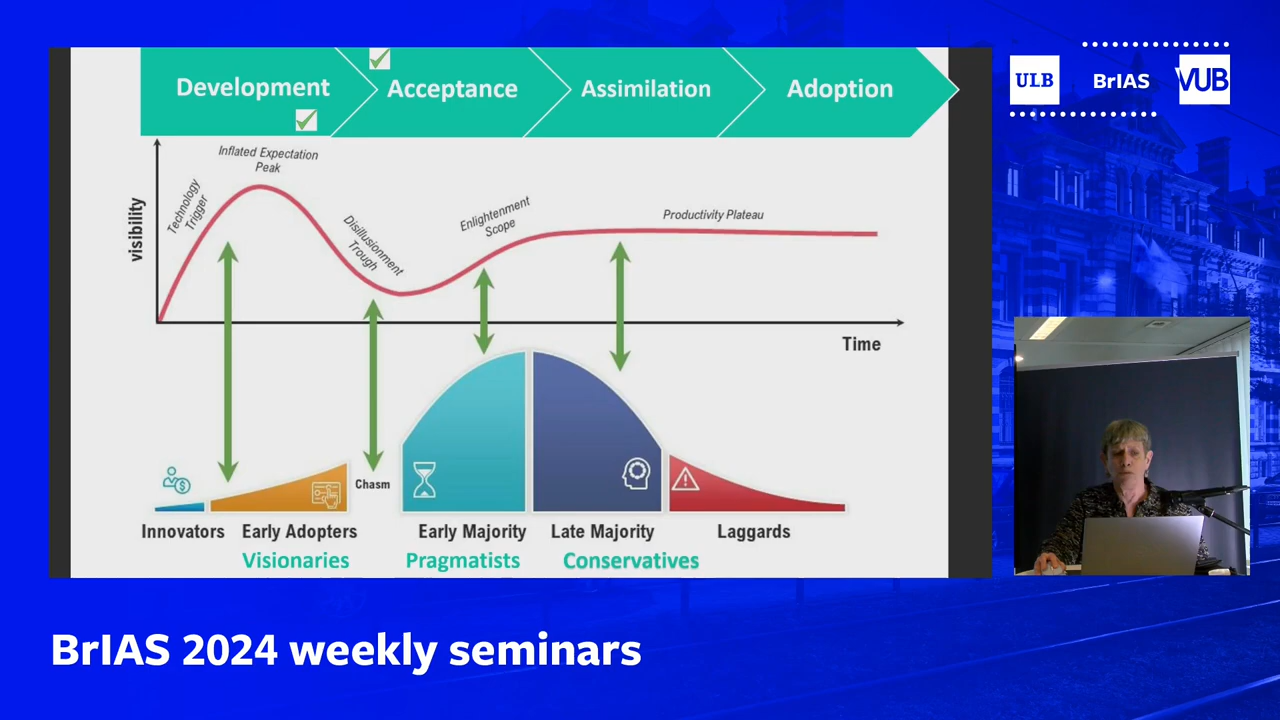 Development
Acceptance
Assimilation
Adoption
ULB
BrIAS
VUB
Inflated Expectation
Peak
Technology
Trigger
visibility
Disillusionment
Trough
Enlightenment
Scope
Productivity Plateau
Time
Chasm
Innovators
Early Adopters
Early Majority
Late Majority
Laggards
Visionaries
Pragmatists
Conservatives
BrIAS 2024 weekly seminars